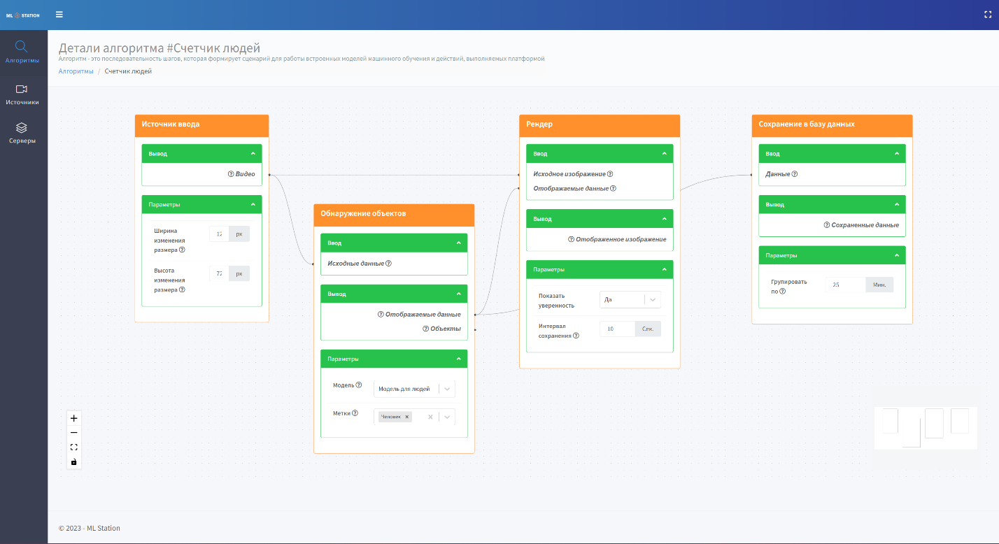 ML STATION
Детали алгоритма #Счетчик людей
Алгоритм - это последовательность шагов, которая формирует сценарий для работы встроенных моделей машинного обучения и действий, выполняемых платформой
Алгоритмы / Счетчик людей
Алгоритмы
Источники
Серверы
Источник ввода
Вывод
Видео
Параметры
Ширина
изменения
размера
px
Высота
изменения
размера
px
Обнаружение объектов
Ввод
Исходные данные
Вывод
Отображаемые данные
Объекты
Параметры
Модель
Модель для людей
Метки
Человек
Рендер
Ввод
Исходное изображение
Отображаемые данные
Вывод
Отображенное изображение
Параметры
Показать
уверенность
Да
Интервал
сохранения
10 Сек.
Сохранение в базу данных
Ввод
Данные
Вывод
Сохраненные данные
Параметры
Групировать
по
25 Мин.
© 2023 - ML Station